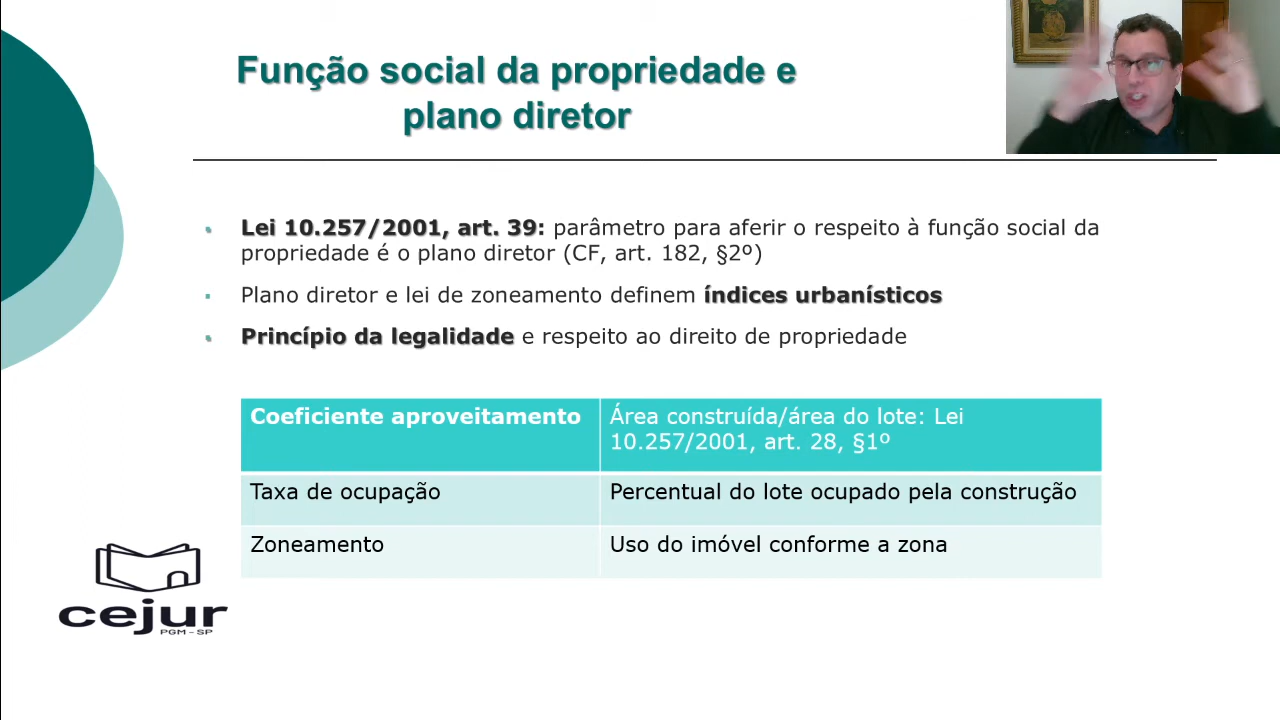 Função social da propriedade e
plano diretor
Lei 10.257/2001, art. 39: parâmetro para aferir o respeito à função social da
propriedade é o plano diretor (CF, art. 182, §2º)
Plano diretor e lei de zoneamento definem índices urbanísticos
Princípio da legalidade e respeito ao direito de propriedade
Coeficiente aproveitamento
Área construída/área do lote: Lei
10.257/2001, art. 28, §1º
Taxa de ocupação
Percentual do lote ocupado pela construção
Zoneamento
Uso do imóvel conforme a zona
cejur
PGM-SP